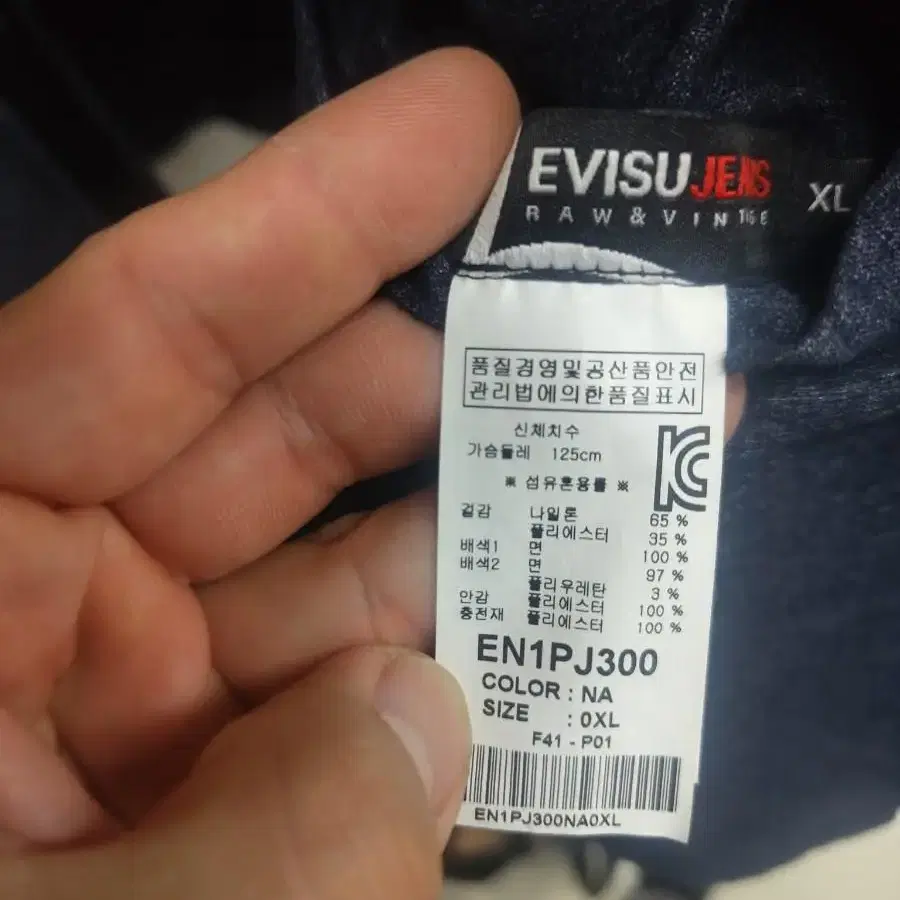 EVISUJEANS XL
RAW & VINTAGE
품질경영및공산품안전
관리법에의한품질표시
신체치수
가슴둘레 125cm
※ 섬유혼용률 ※
겉감 나일론 65 %
폴리에스터 35 %
배색1 면 100 %
배색2 면 97 %
폴리우레탄 3 %
안감 폴리에스터 100 %
충전재 폴리에스터 100 %
EN1PJ300
COLOR : NA
SIZE : 0XL
F41 - P01
EN1PJ300NA0XL